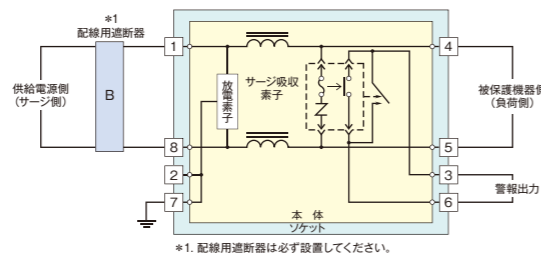 *1
配線用遮断器
供給電源側
（サージ側）
B
1
8
2
7
放電素子
サージ吸収
素子
4
5
3
6
被保護機器側
（負荷側）
警報出力
本 体
ソケット
*1. 配線用遮断器は必ず設置してください。